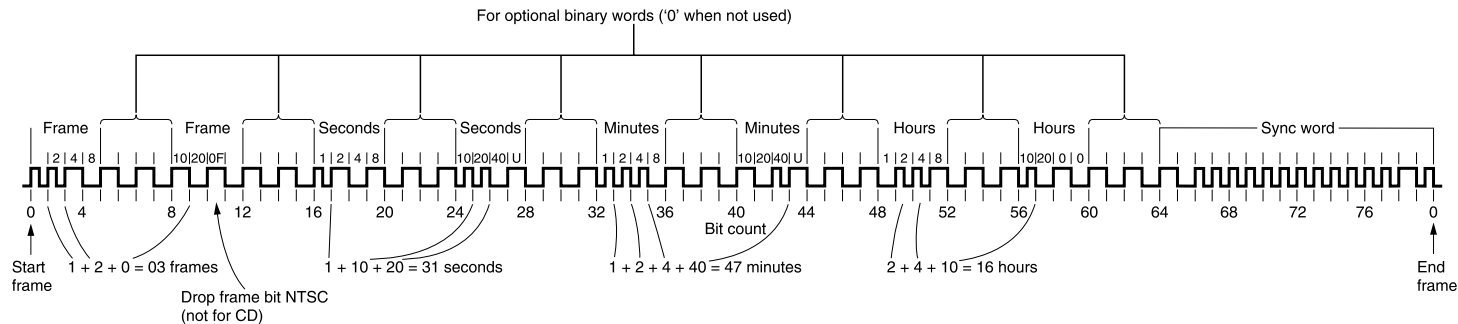 For optional binary words (‘0’ when not used)
Frame Frame Seconds Seconds Minutes Minutes Hours Hours Sync word
2 4 8 10 20 0F 1 2 4 8 10 20 40 U 1 2 4 8 10 20 40 U 1 2 4 8 10 20 0 0
0 4 8 12 16 20 24 28 32 36 40 44 48 52 56 60 64 68 72 76 0
Bit count
Start
frame
1 + 2 + 0 = 03 frames
1 + 10 + 20 = 31 seconds
1 + 2 + 4 + 40 = 47 minutes
2 + 4 + 10 = 16 hours
End
frame
Drop frame bit NTSC
(not for CD)